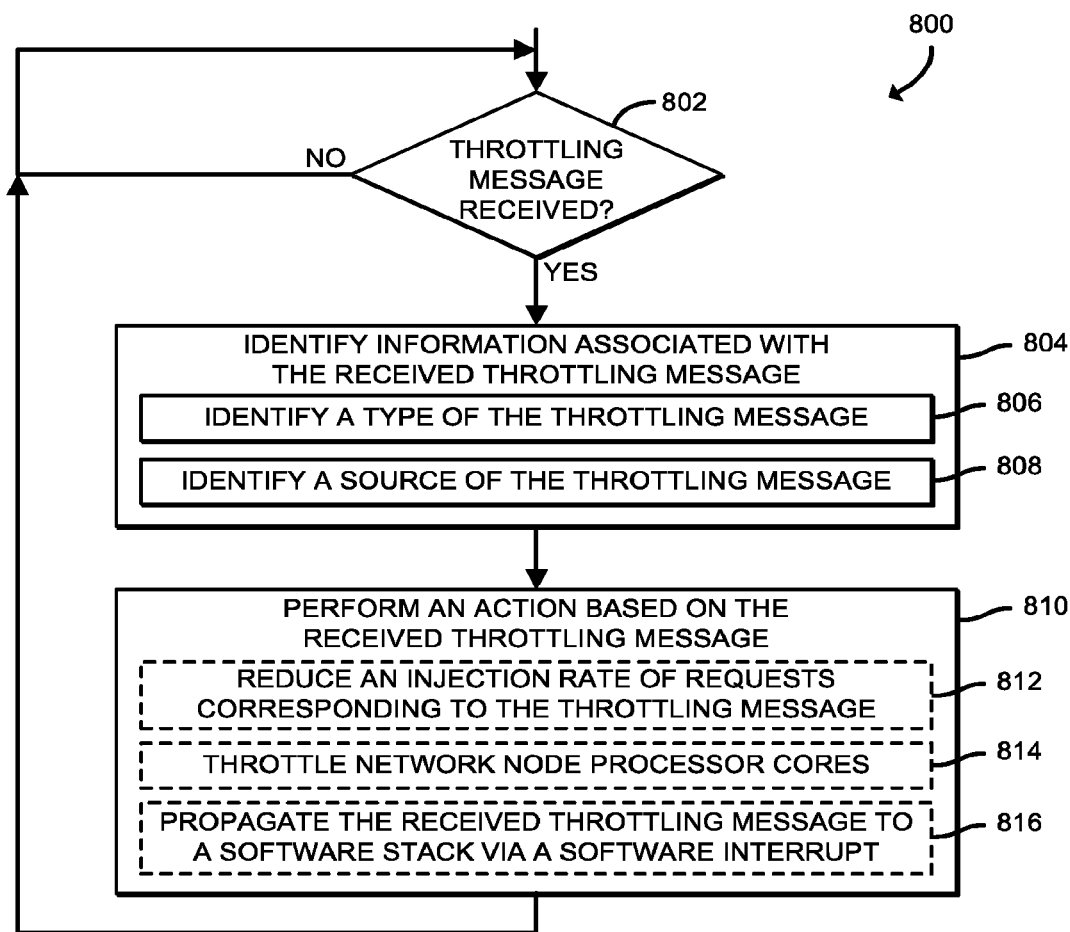 800
802
THROTTLING
MESSAGE
RECEIVED?
NO
YES
IDENTIFY INFORMATION ASSOCIATED WITH
THE RECEIVED THROTTLING MESSAGE
804
IDENTIFY A TYPE OF THE THROTTLING MESSAGE
806
IDENTIFY A SOURCE OF THE THROTTLING MESSAGE
808
PERFORM AN ACTION BASED ON THE
RECEIVED THROTTLING MESSAGE
810
REDUCE AN INJECTION RATE OF REQUESTS
CORRESPONDING TO THE THROTTLING MESSAGE
812
THROTTLE NETWORK NODE PROCESSOR CORES
814
PROPAGATE THE RECEIVED THROTTLING MESSAGE TO
A SOFTWARE STACK VIA A SOFTWARE INTERRUPT
816